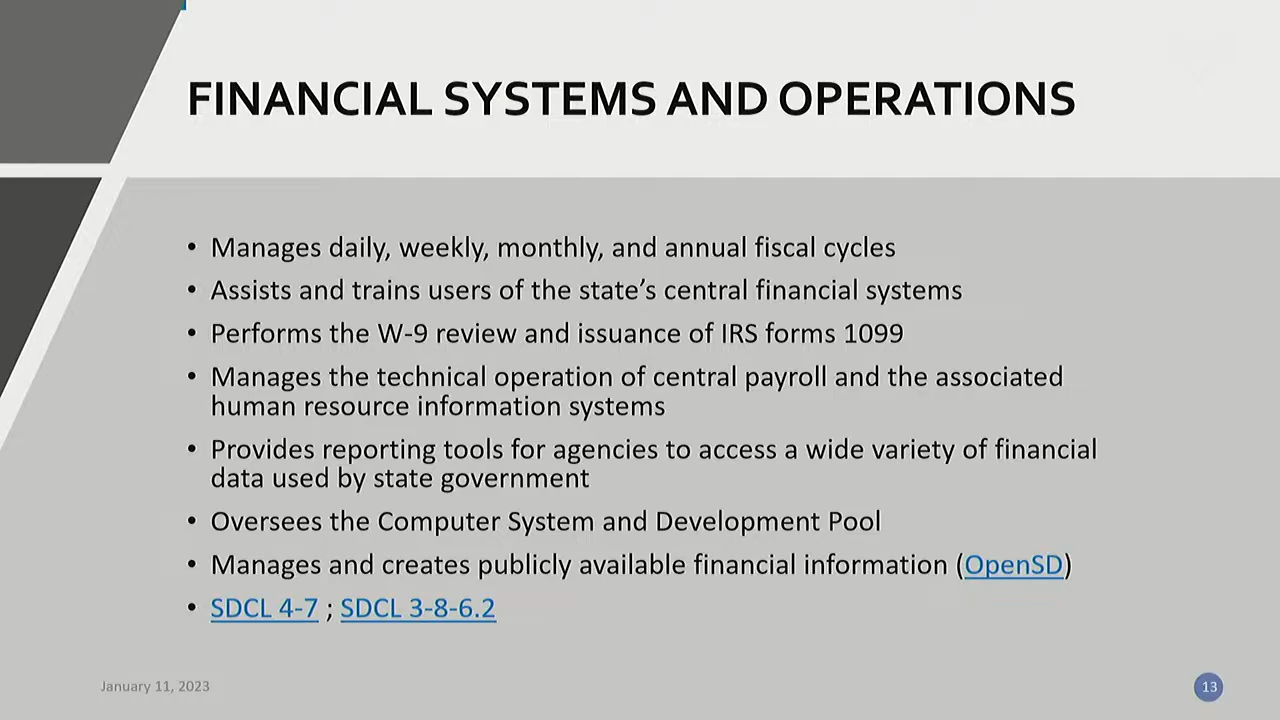 FINANCIAL SYSTEMS AND OPERATIONS
• Manages daily, weekly, monthly, and annual fiscal cycles
• Assists and trains users of the state’s central financial systems
• Performs the W-9 review and issuance of IRS forms 1099
• Manages the technical operation of central payroll and the associated
human resource information systems
• Provides reporting tools for agencies to access a wide variety of financial
data used by state government
• Oversees the Computer System and Development Pool
• Manages and creates publicly available financial information (OpenSD)
• SDCL 4-7 ; SDCL 3-8-6.2
January 11, 2023
13